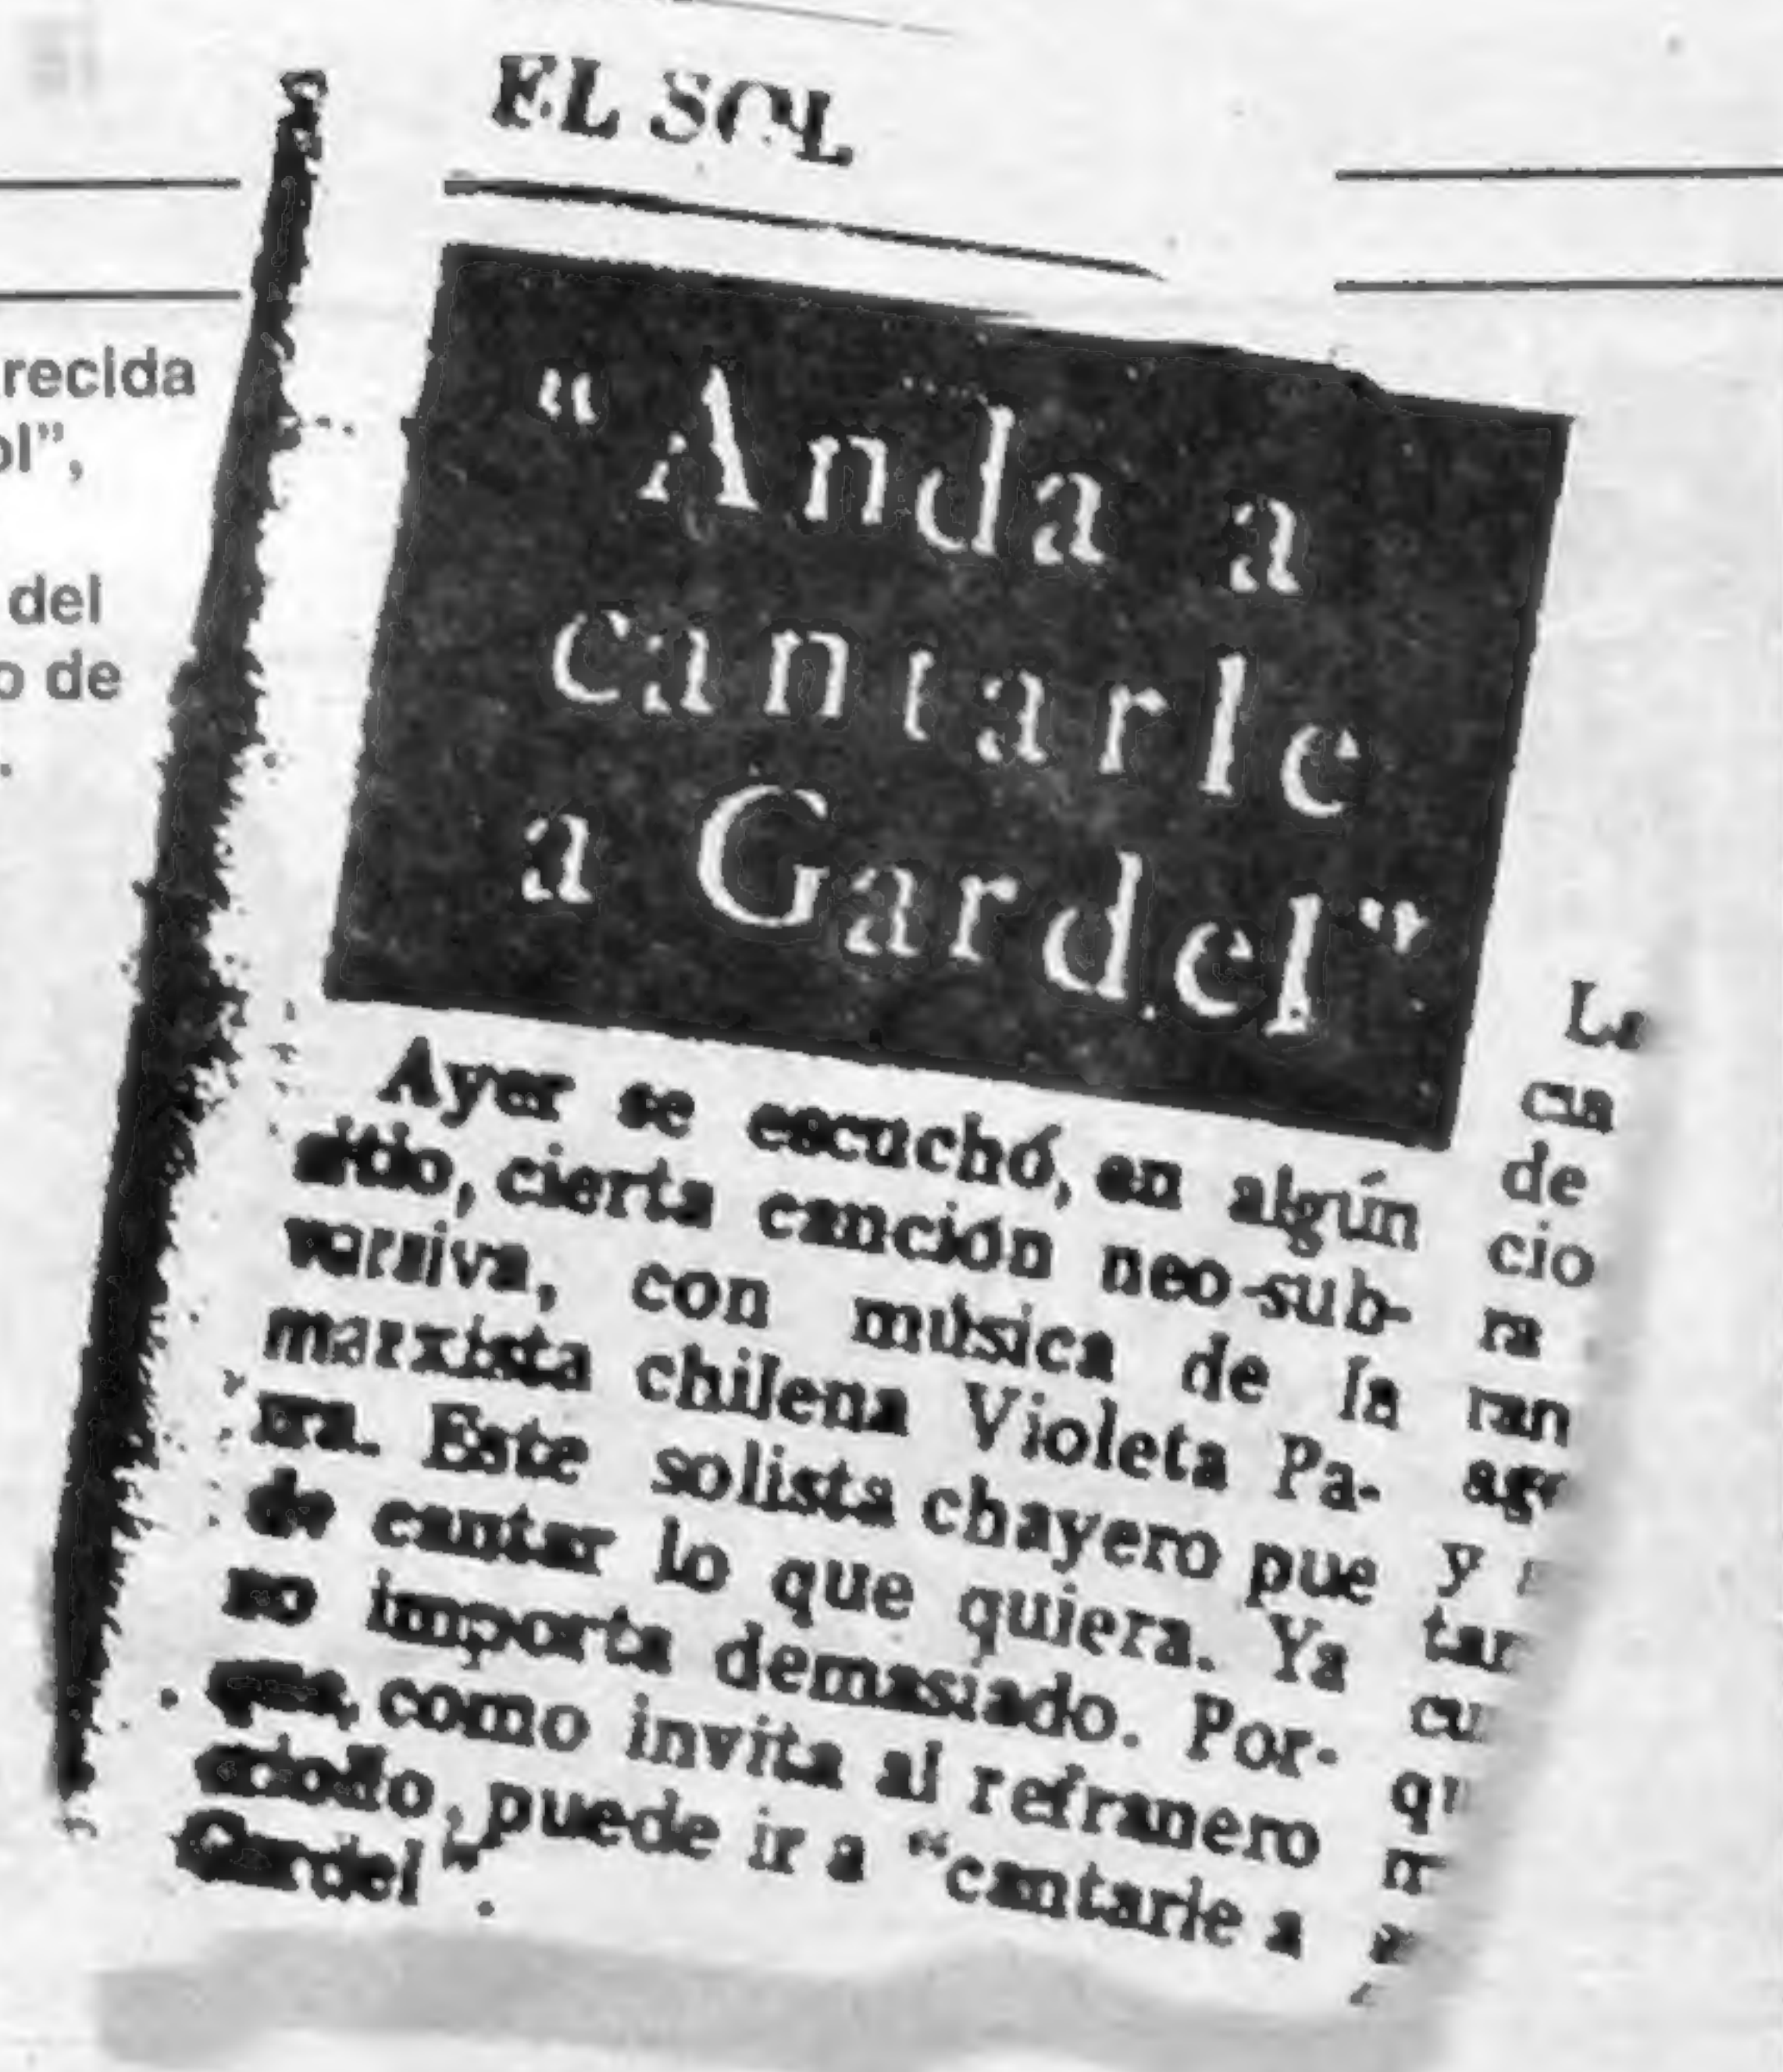 EL SOL
recida
ol",
del
o de
.
"Anda a
cantarle
a Gardel"
Ayer se escuchó, en algún
sitio, cierta canción neo-sub-
versiva, con música de la
marxista chilena Violeta Pa-
rra. Este solista chayero pue
de cantar lo que quiera. Ya
no importa demasiado. Por-
que, como invita al refranero
criollo, puede ir a "cantarle a
Gardel".
La
cua
de
cio
ra
ran
age
y
tar
cu
qu